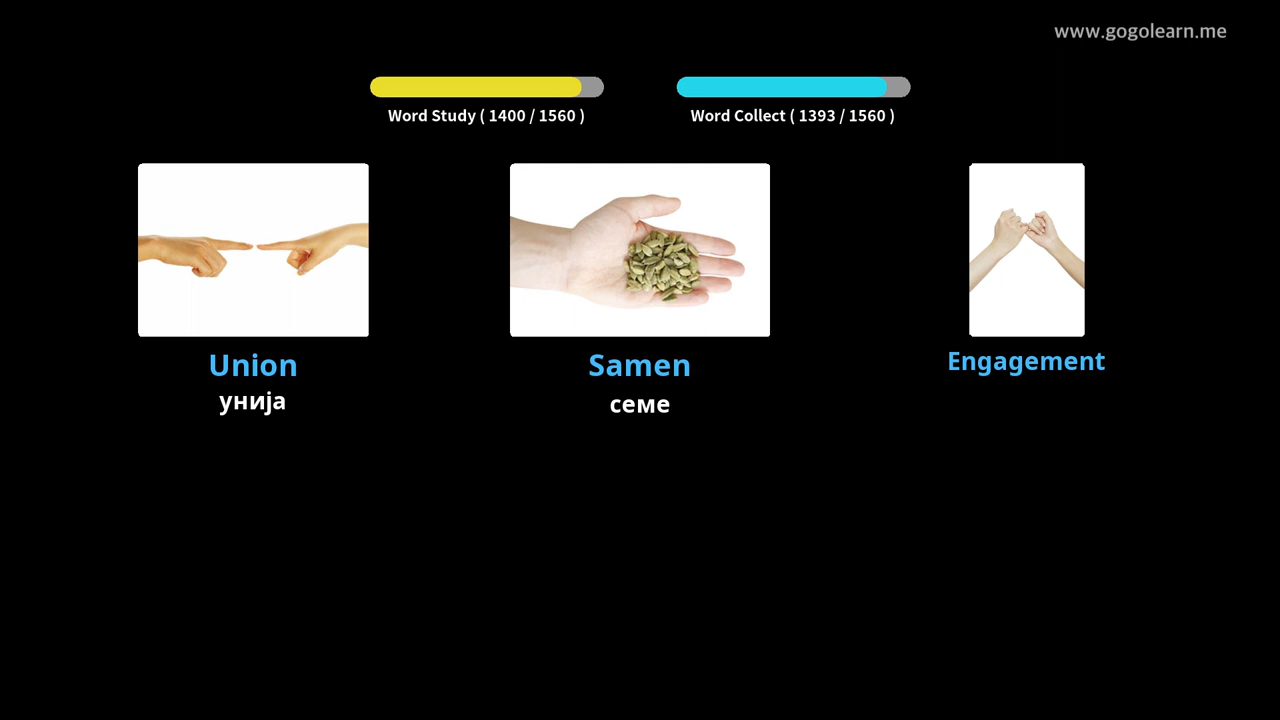 www.gogolearn.me
Word Study ( 1400 / 1560 )
Word Collect ( 1393 / 1560 )
Union
Samen
Engagement
унија
семе